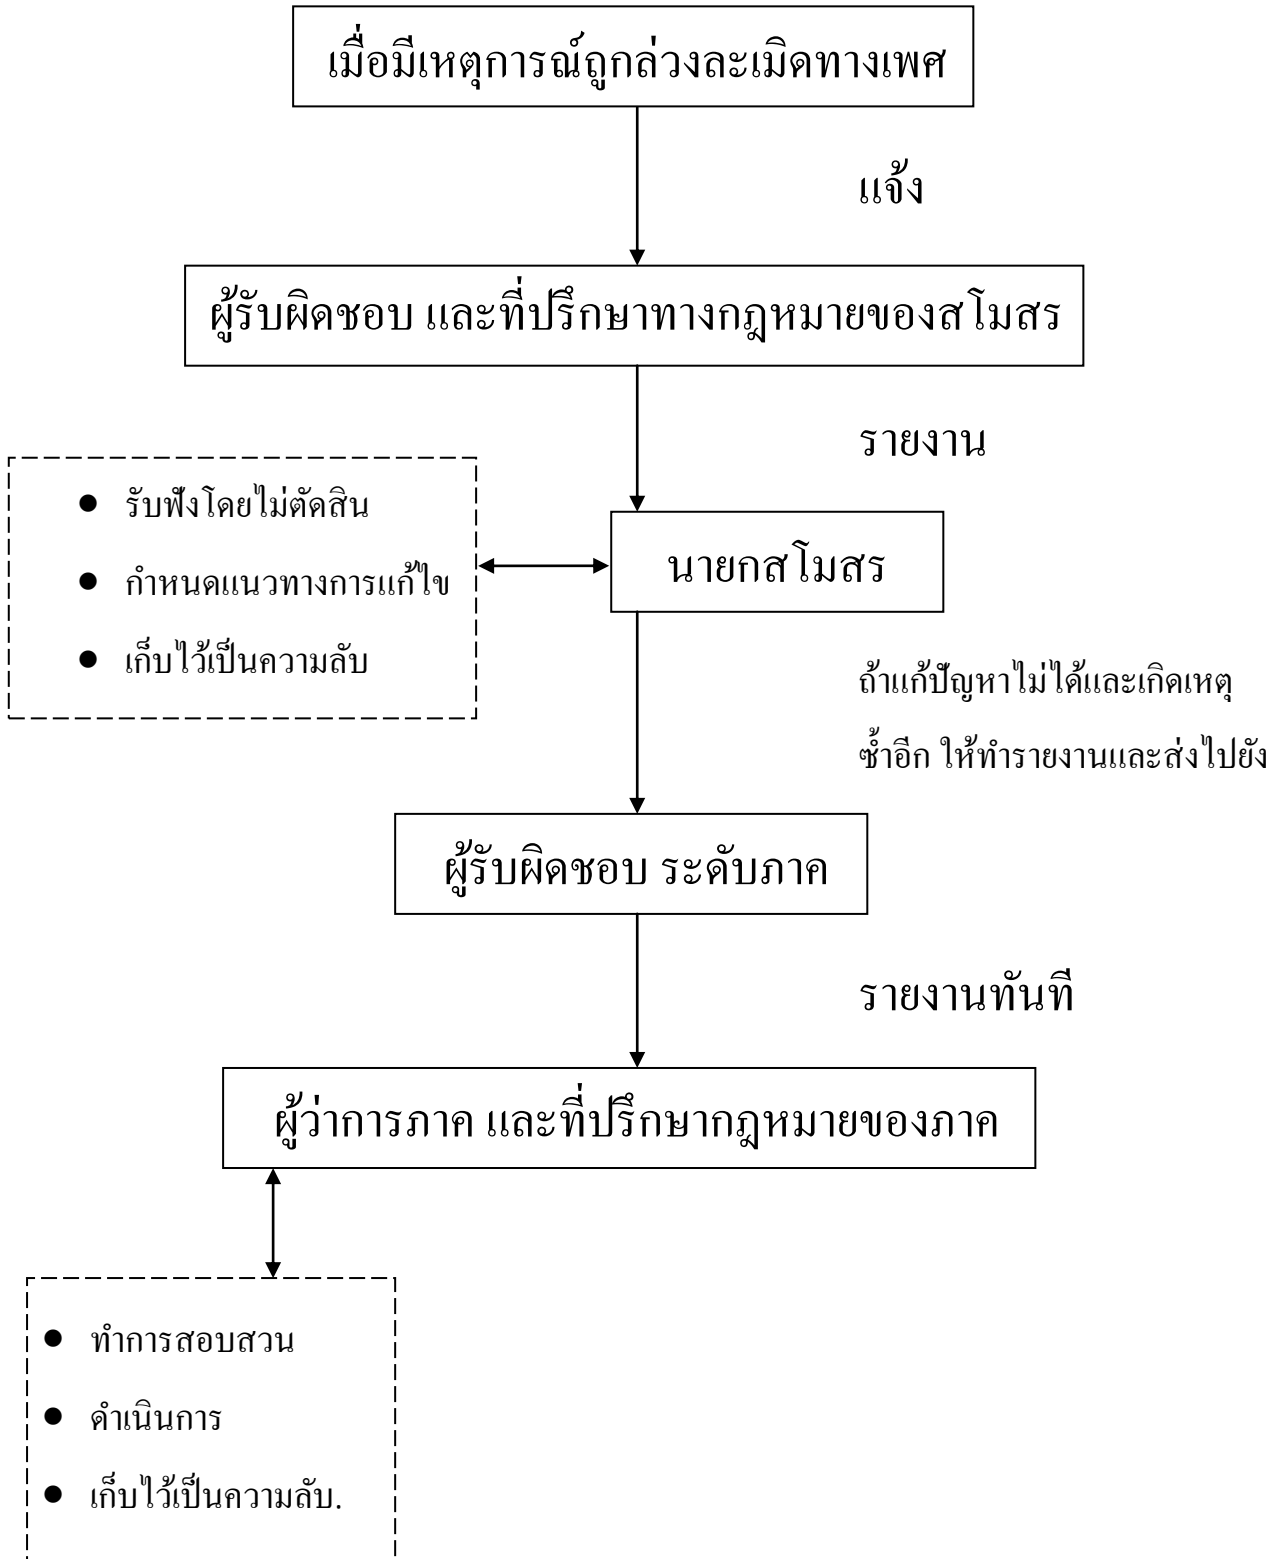 เมื่อมีเหตุการณ์ถูกล่วงละเมิดทางเพศ
แจ้ง
ผู้รับผิดชอบ และที่ปรึกษาทางกฎหมายของสโมสร
รายงาน
● รับฟังโดยไม่ตัดสิน
● กำหนดแนวทางการแก้ไข
● เก็บไว้เป็นความลับ
นายกสโมสร
ถ้าแก้ปัญหาไม่ได้และเกิดเหตุ
ซ้ำอีก ให้ทำรายงานและส่งไปยัง
ผู้รับผิดชอบ ระดับภาค
รายงานทันที
ผู้ว่าการภาค และที่ปรึกษากฎหมายของภาค
● ทำการสอบสวน
● ดำเนินการ
● เก็บไว้เป็นความลับ.